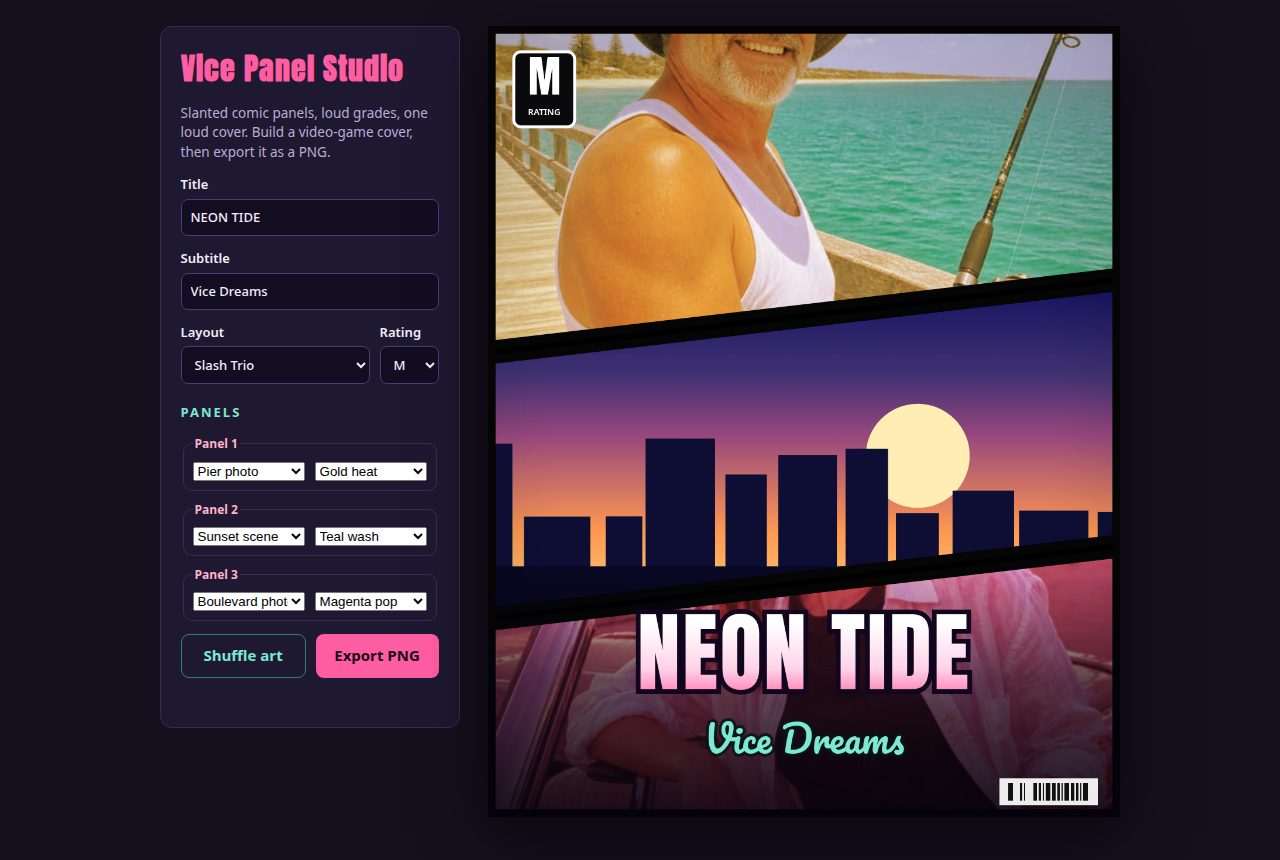 Vice Panel Studio
Slanted comic panels, loud grades, one
loud cover. Build a video-game cover,
then export it as a PNG.
Title
NEON TIDE
Subtitle
Vice Dreams
Layout
Rating
Slash Trio
M
PANELS
Panel 1
Pier photo
Gold heat
Panel 2
Sunset scene
Teal wash
Panel 3
Boulevard phot
Magenta pop
Shuffle art
Export PNG
M
RATING
NEON TIDE
Vice Dreams